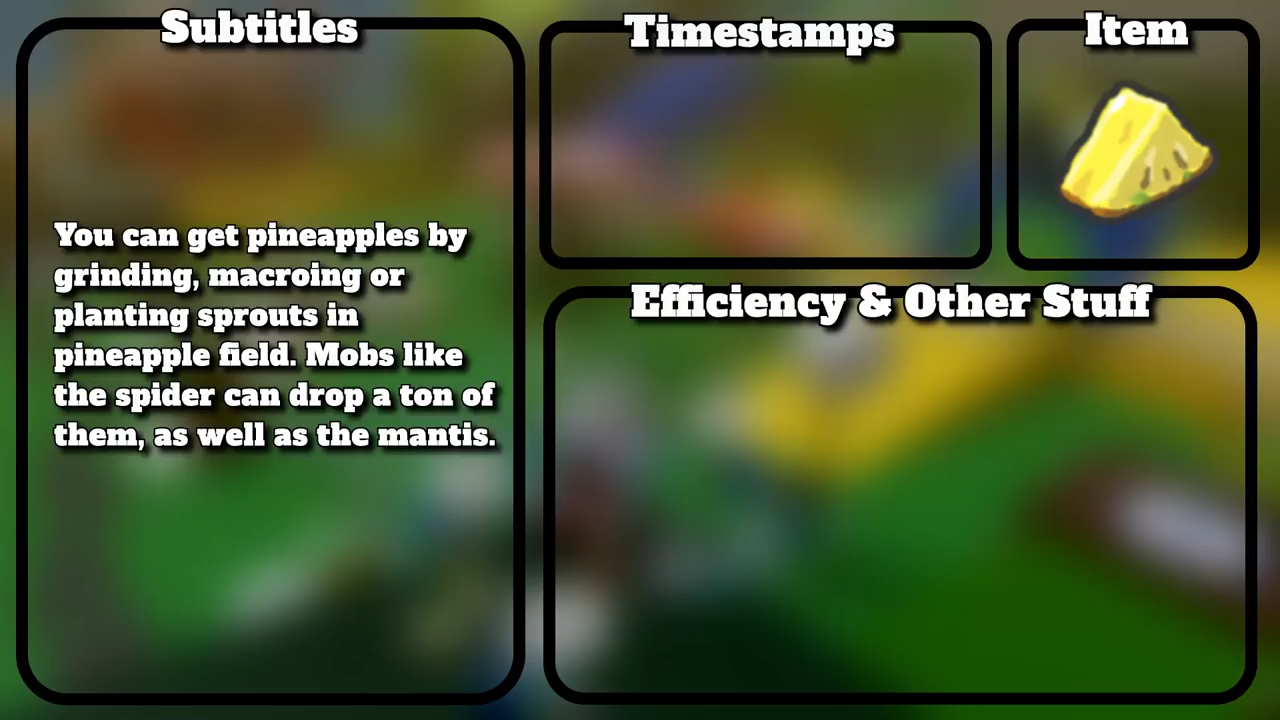 Subtitles
You can get pineapples by
grinding, macroing or
planting sprouts in
pineapple field. Mobs like
the spider can drop a ton of
them, as well as the mantis.
Timestamps
Item
Efficiency & Other Stuff